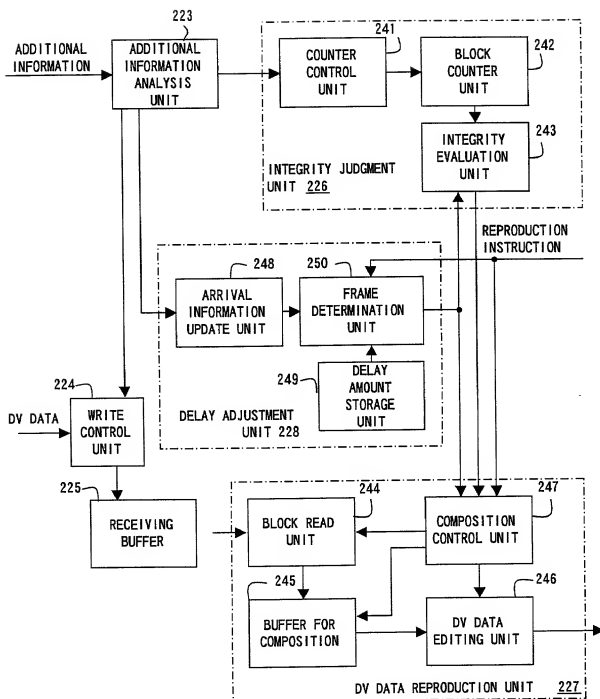 223
ADDITIONAL
INFORMATION
ADDITIONAL
INFORMATION
ANALYSIS
UNIT
241
COUNTER
CONTROL
UNIT
BLOCK
COUNTER
UNIT
242
INTEGRITY
EVALUATION
UNIT
243
INTEGRITY JUDGMENT
UNIT 226
REPRODUCTION
INSTRUCTION
248
ARRIVAL
INFORMATION
UPDATE UNIT
250
FRAME
DETERMINATION
UNIT
249
DELAY
AMOUNT
STORAGE
UNIT
DELAY ADJUSTMENT
UNIT 228
224
DV DATA
WRITE
CONTROL
UNIT
225
RECEIVING
BUFFER
244
BLOCK READ
UNIT
COMPOSITION
CONTROL UNIT
247
245
BUFFER FOR
COMPOSITION
246
DV DATA
EDITING UNIT
DV DATA REPRODUCTION UNIT 227